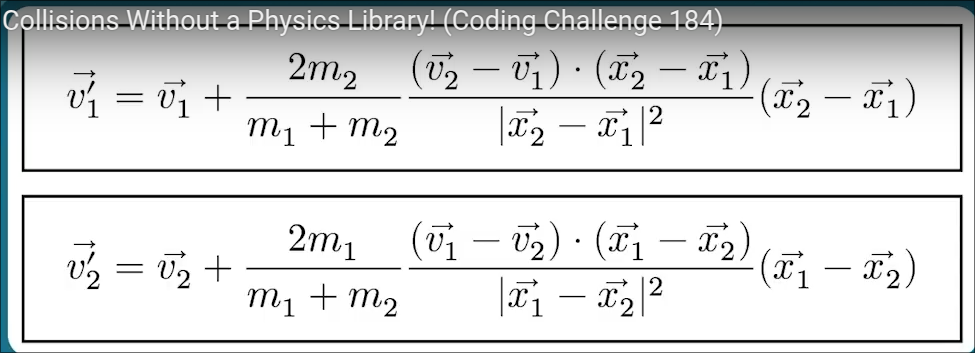 Collisions Without a Physics Library! (Coding Challenge 184)
$\vec{v_1'} = \vec{v_1} + \frac{2m_2}{m_1 + m_2} \frac{(\vec{v_2} - \vec{v_1}) \cdot (\vec{x_2} - \vec{x_1})}{|\vec{x_2} - \vec{x_1}|^2} (\vec{x_2} - \vec{x_1})$
$\vec{v_2'} = \vec{v_2} + \frac{2m_1}{m_1 + m_2} \frac{(\vec{v_1} - \vec{v_2}) \cdot (\vec{x_1} - \vec{x_2})}{|\vec{x_1} - \vec{x_2}|^2} (\vec{x_1} - \vec{x_2})$